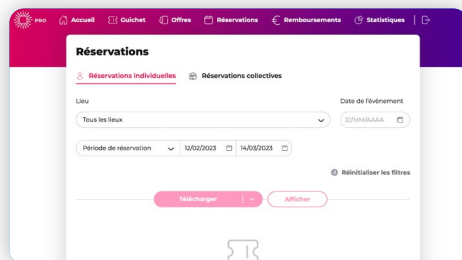 PRO Accueil Guichet Offres Réservations Remboursements Statistiques
Réservations
Réservations individuelles Réservations collectives
Lieu Date de l'évènement
Tous les lieux JJ/MM/AAAA
Période de réservation 12/02/2023 14/03/2023
Réinitialiser les filtres
Télécharger Afficher